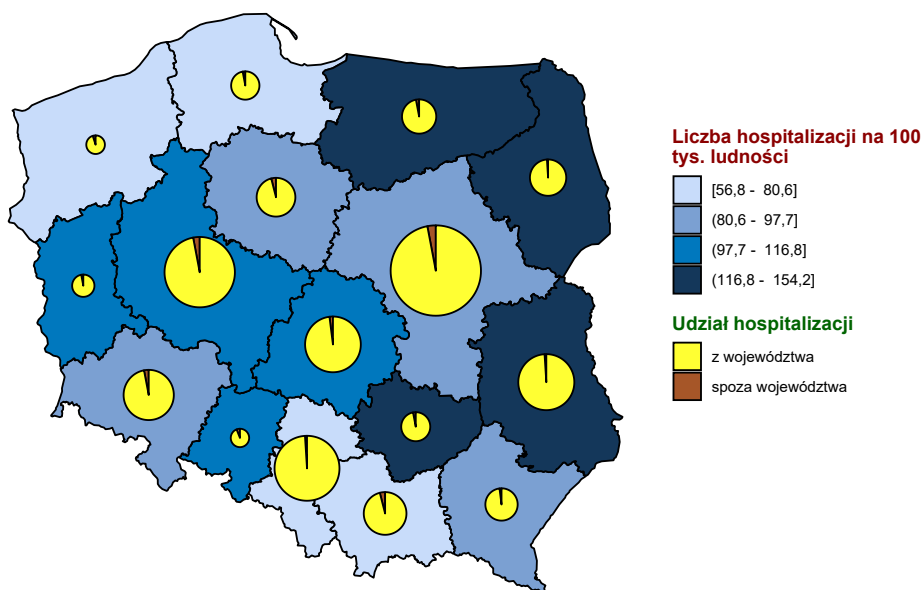 Liczba hospitalizacji na 100
tys. ludności
[56,8 - 80,6]
(80,6 - 97,7]
(97,7 - 116,8]
(116,8 - 154,2]
Udział hospitalizacji
z województwa
spoza województwa